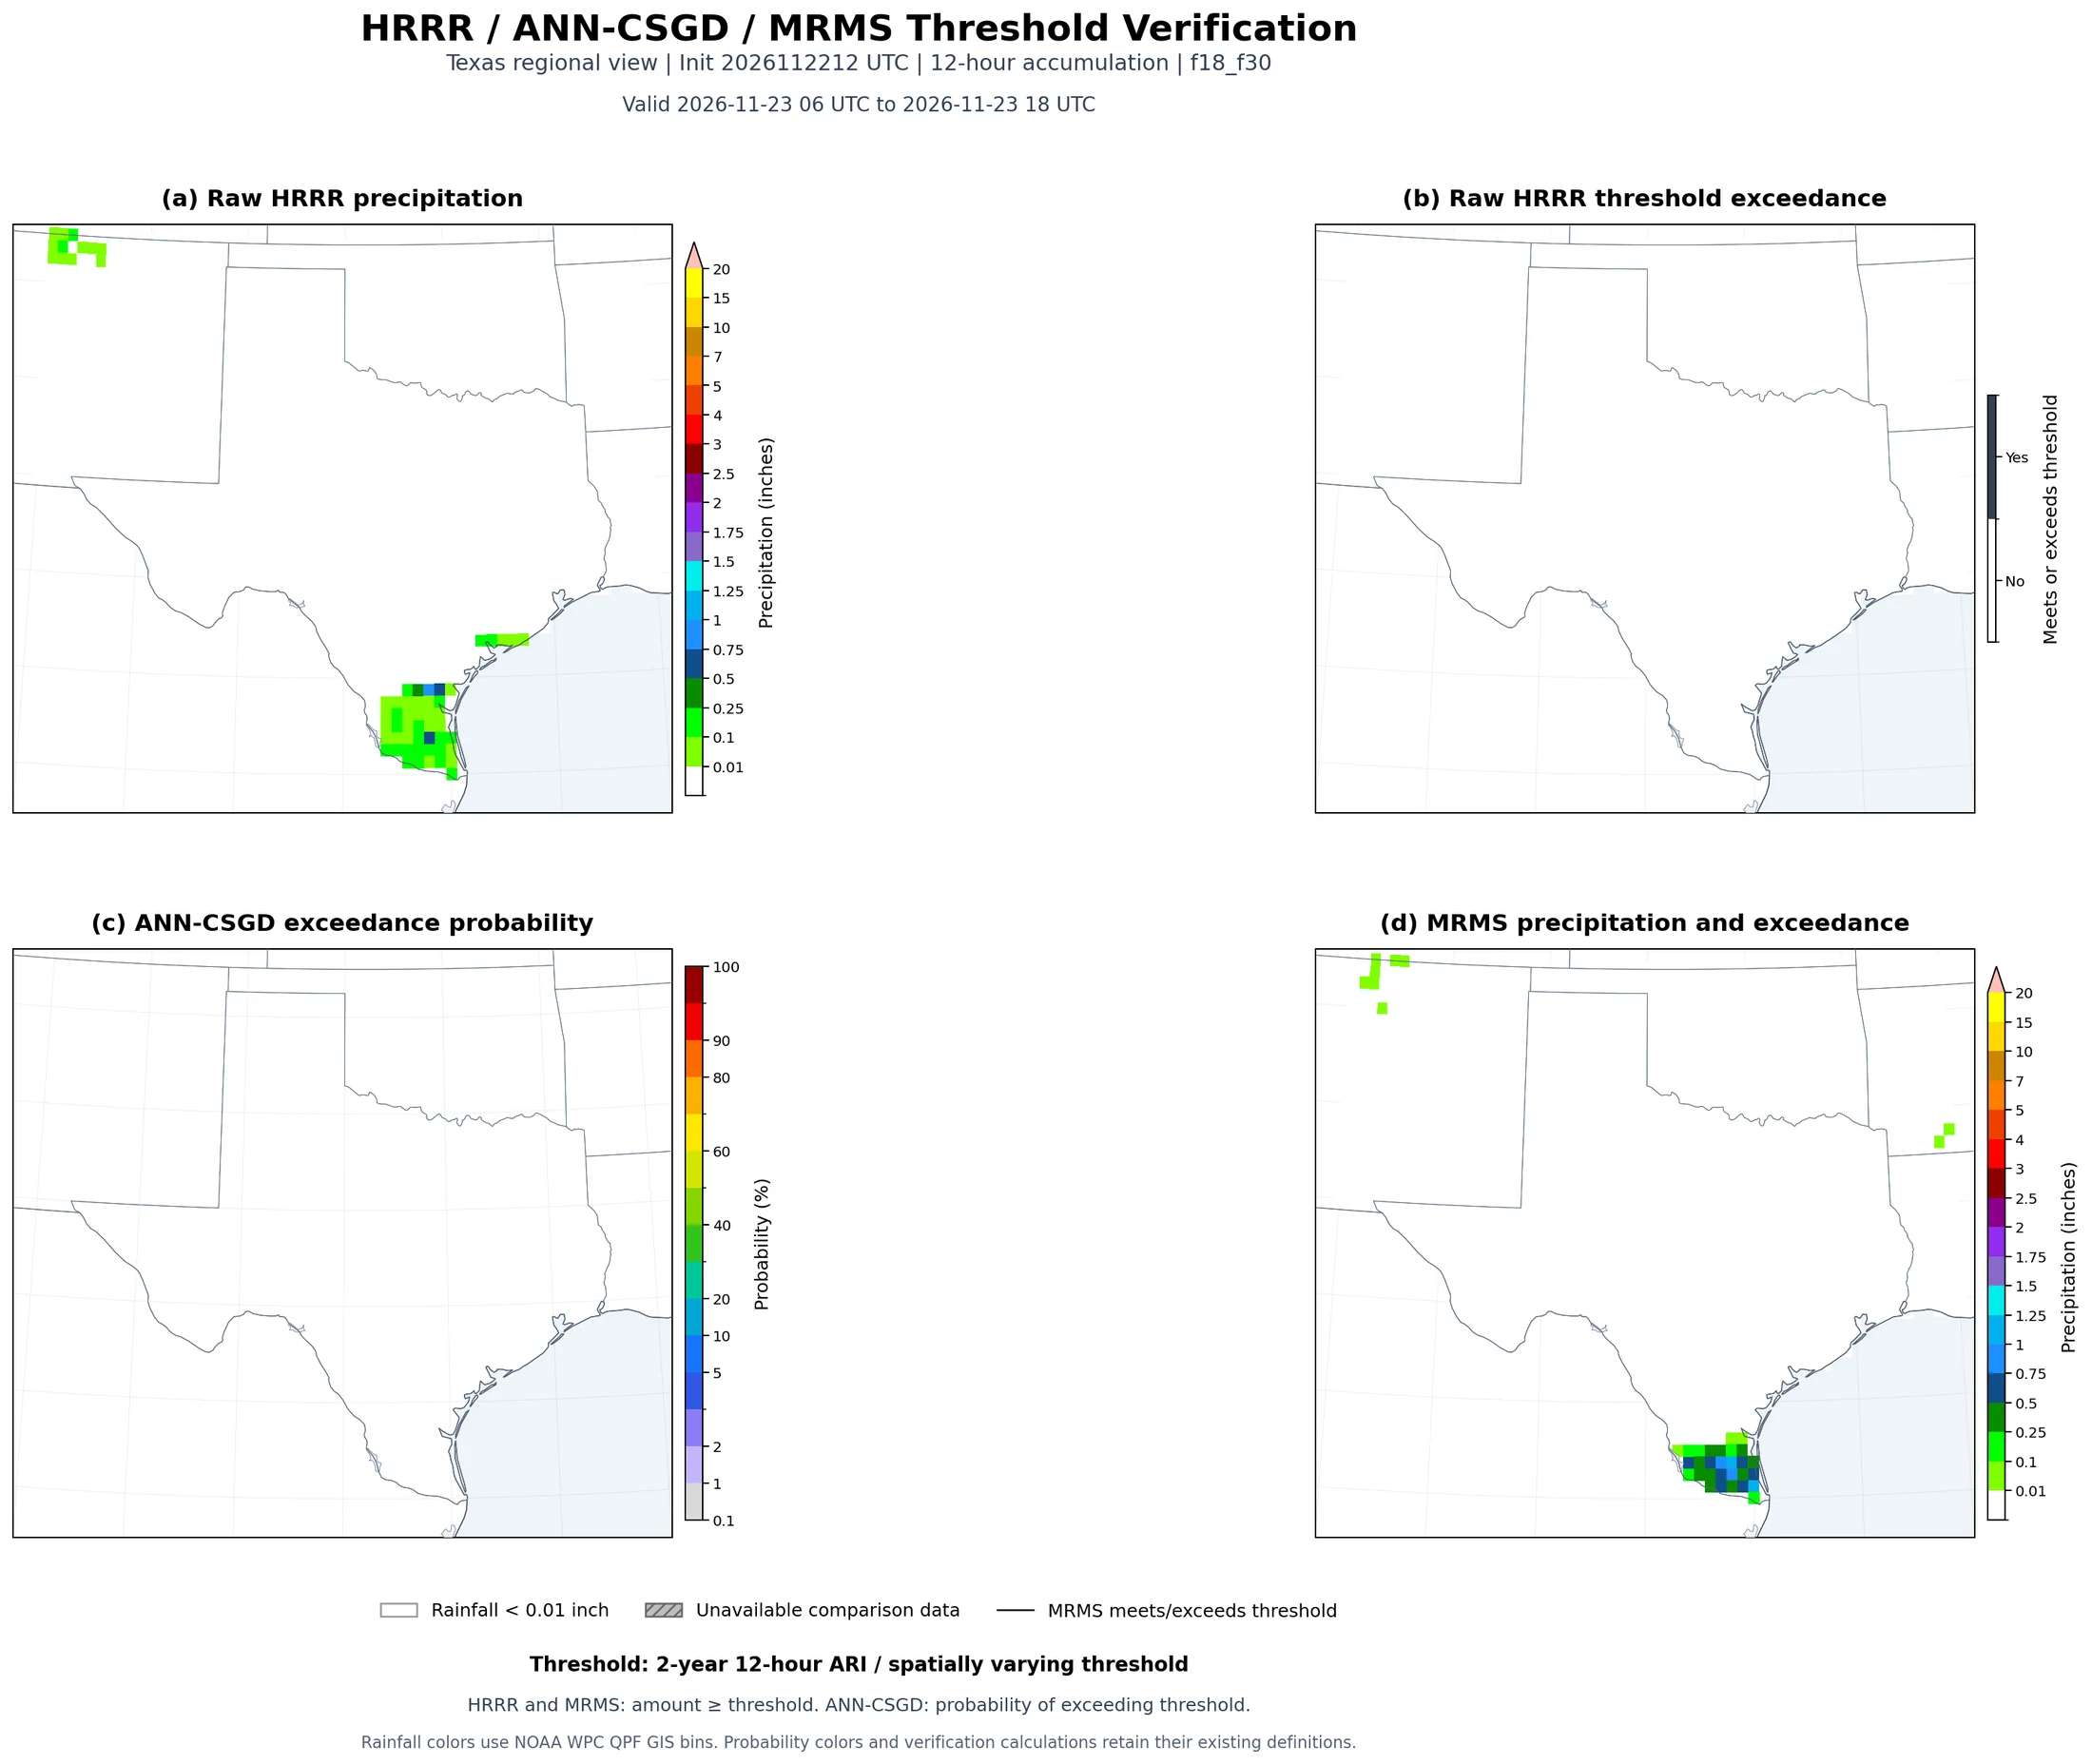 HRRR / ANN-CSGD / MRMS Threshold Verification
Texas regional view | Init 2026112212 UTC | 12-hour accumulation | f18_f30
Valid 2026-11-23 06 UTC to 2026-11-23 18 UTC
(a) Raw HRRR precipitation
20
15
10
7
5
4
3
2.5
2
1.75
1.5
1.25
1
0.75
0.5
0.25
0.1
0.01
Precipitation (inches)
(b) Raw HRRR threshold exceedance
Yes
No
Meets or exceeds threshold
(c) ANN-CSGD exceedance probability
100
90
80
60
40
20
10
5
2
1
0.1
Probability (%)
(d) MRMS precipitation and exceedance
20
15
10
7
5
4
3
2.5
2
1.75
1.5
1.25
1
0.75
0.5
0.25
0.1
0.01
Precipitation (inches)
Rainfall < 0.01 inch
Unavailable comparison data
MRMS meets/exceeds threshold
Threshold: 2-year 12-hour ARI / spatially varying threshold
HRRR and MRMS: amount ≥ threshold. ANN-CSGD: probability of exceeding threshold.
Rainfall colors use NOAA WPC QPF GIS bins. Probability colors and verification calculations retain their existing definitions.